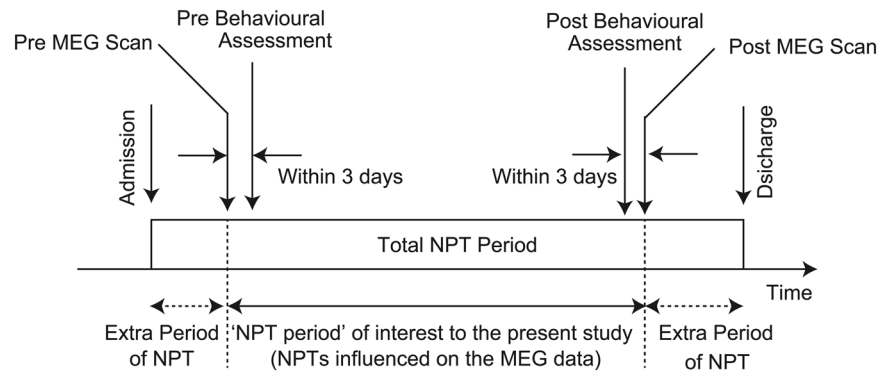 Pre Behavioural
Assessment
Pre MEG Scan
Post Behavioural
Assessment
Post MEG Scan
Admission
Within 3 days
Within 3 days
Dsicharge
Total NPT Period
Time
Extra Period
of NPT
‘NPT period’ of interest to the present study
(NPTs influenced on the MEG data)
Extra Period
of NPT